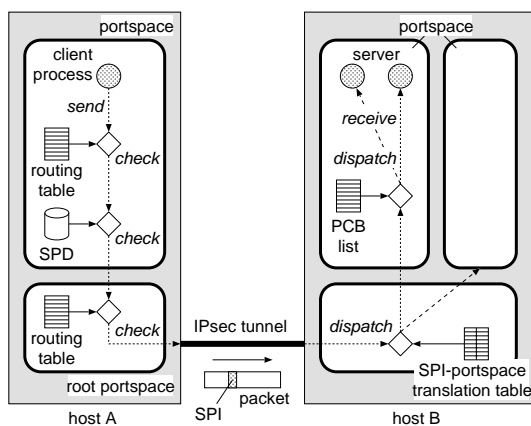 portspace
client
process
send
check
routing
table
check
SPD
check
routing
table
root portspace
host A
IPsec tunnel
SPI
packet
portspace
server
receive
dispatch
PCB
list
dispatch
SPI-portspace
translation table
host B